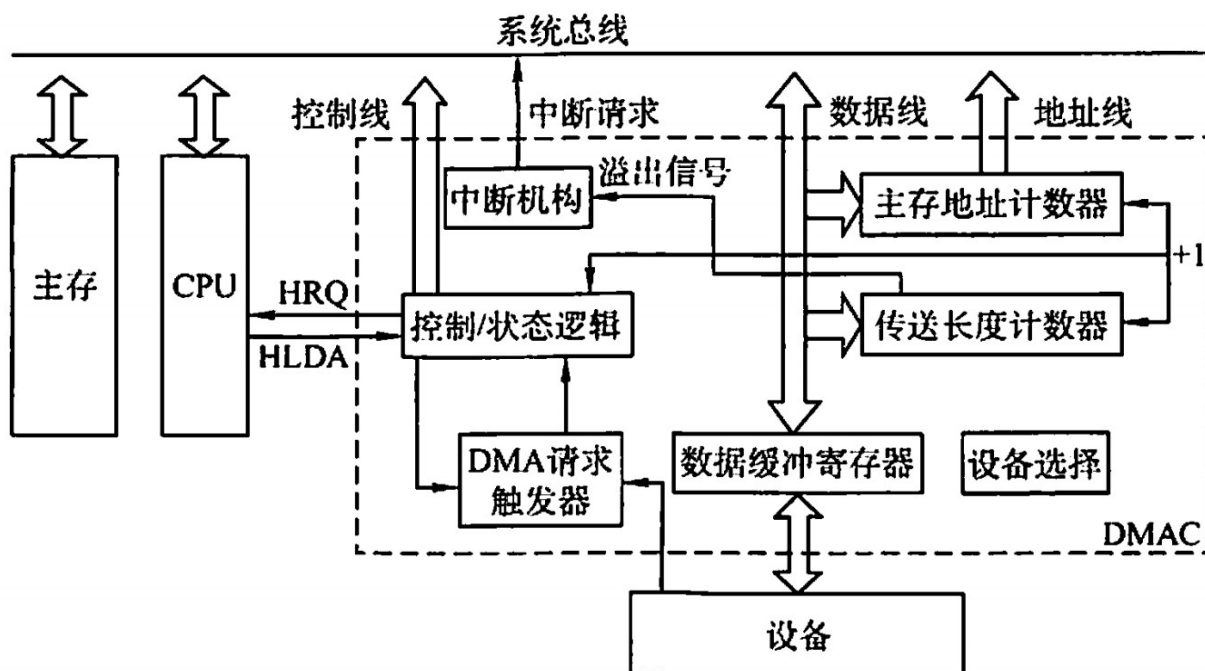 系统总线
控制线
中断请求
数据线
地址线
溢出信号
中断机构
主存地址计数器
+1
主存
CPU
HRQ
HLDA
控制/状态逻辑
传送长度计数器
DMA请求
触发器
数据缓冲寄存器
设备选择
DMAC
设备